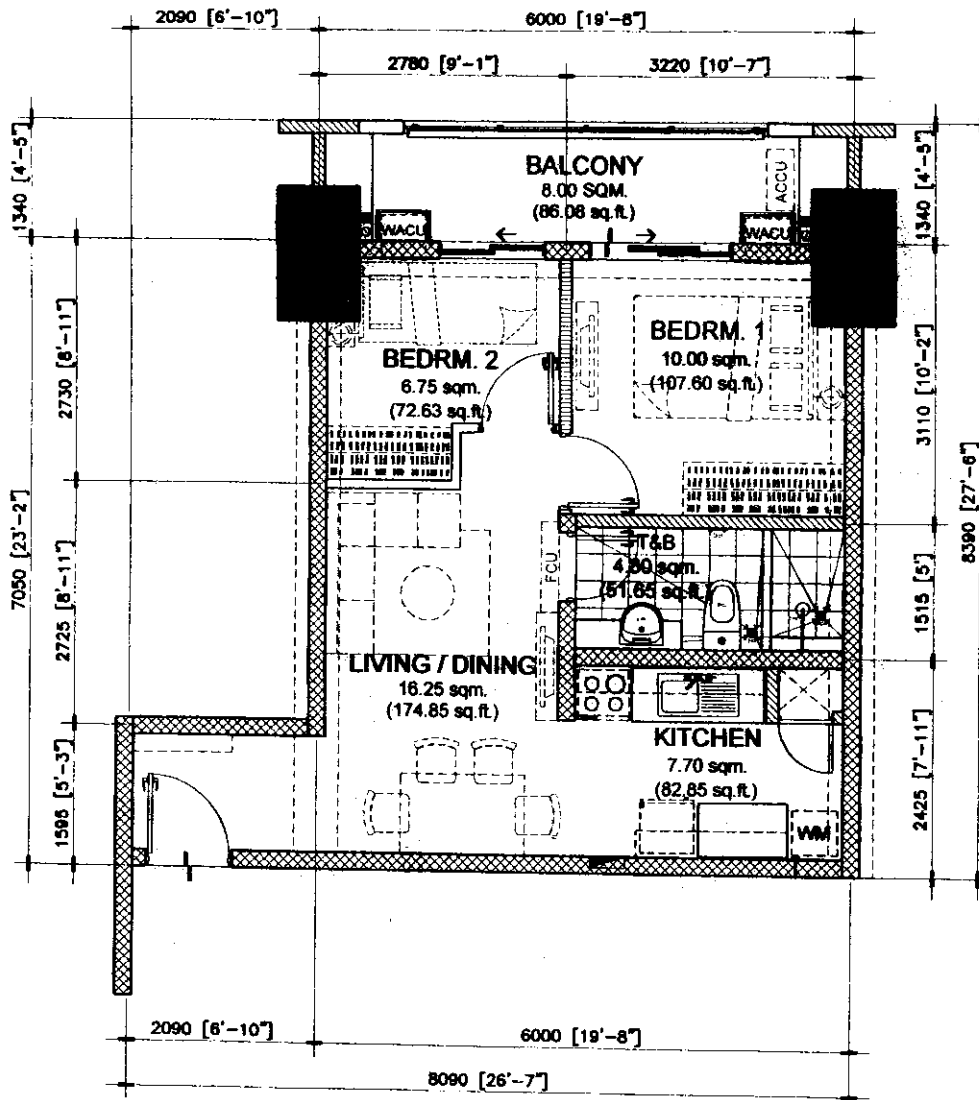 2090 [6'-10"]
6000 [19'-8"]
2780 [9'-1"]
3220 [10'-7"]
1340 [4'-5"]
2730 [8'-11"]
2725 [8'-11"]
1595 [5'-3"]
7050 [23'-2"]
BALCONY
8.00 SQM.
(86.08 sq.ft.)
ACCU
WACU
WACU
BEDRM. 2
6.75 sqm.
(72.63 sq.ft.)
BEDRM. 1
10.00 sqm.
(107.60 sq.ft.)
T&B
4.80 sqm.
(51.65 sq.ft.)
FCU
LIVING / DINING
16.25 sqm.
(174.85 sq.ft.)
KITCHEN
7.70 sqm.
(82.85 sq.ft.)
WM
1340 [4'-5"]
3110 [10'-2"]
1515 [5']
2425 [7'-11"]
8390 [27'-6"]
2090 [6'-10"]
6000 [19'-8"]
8090 [26'-7"]